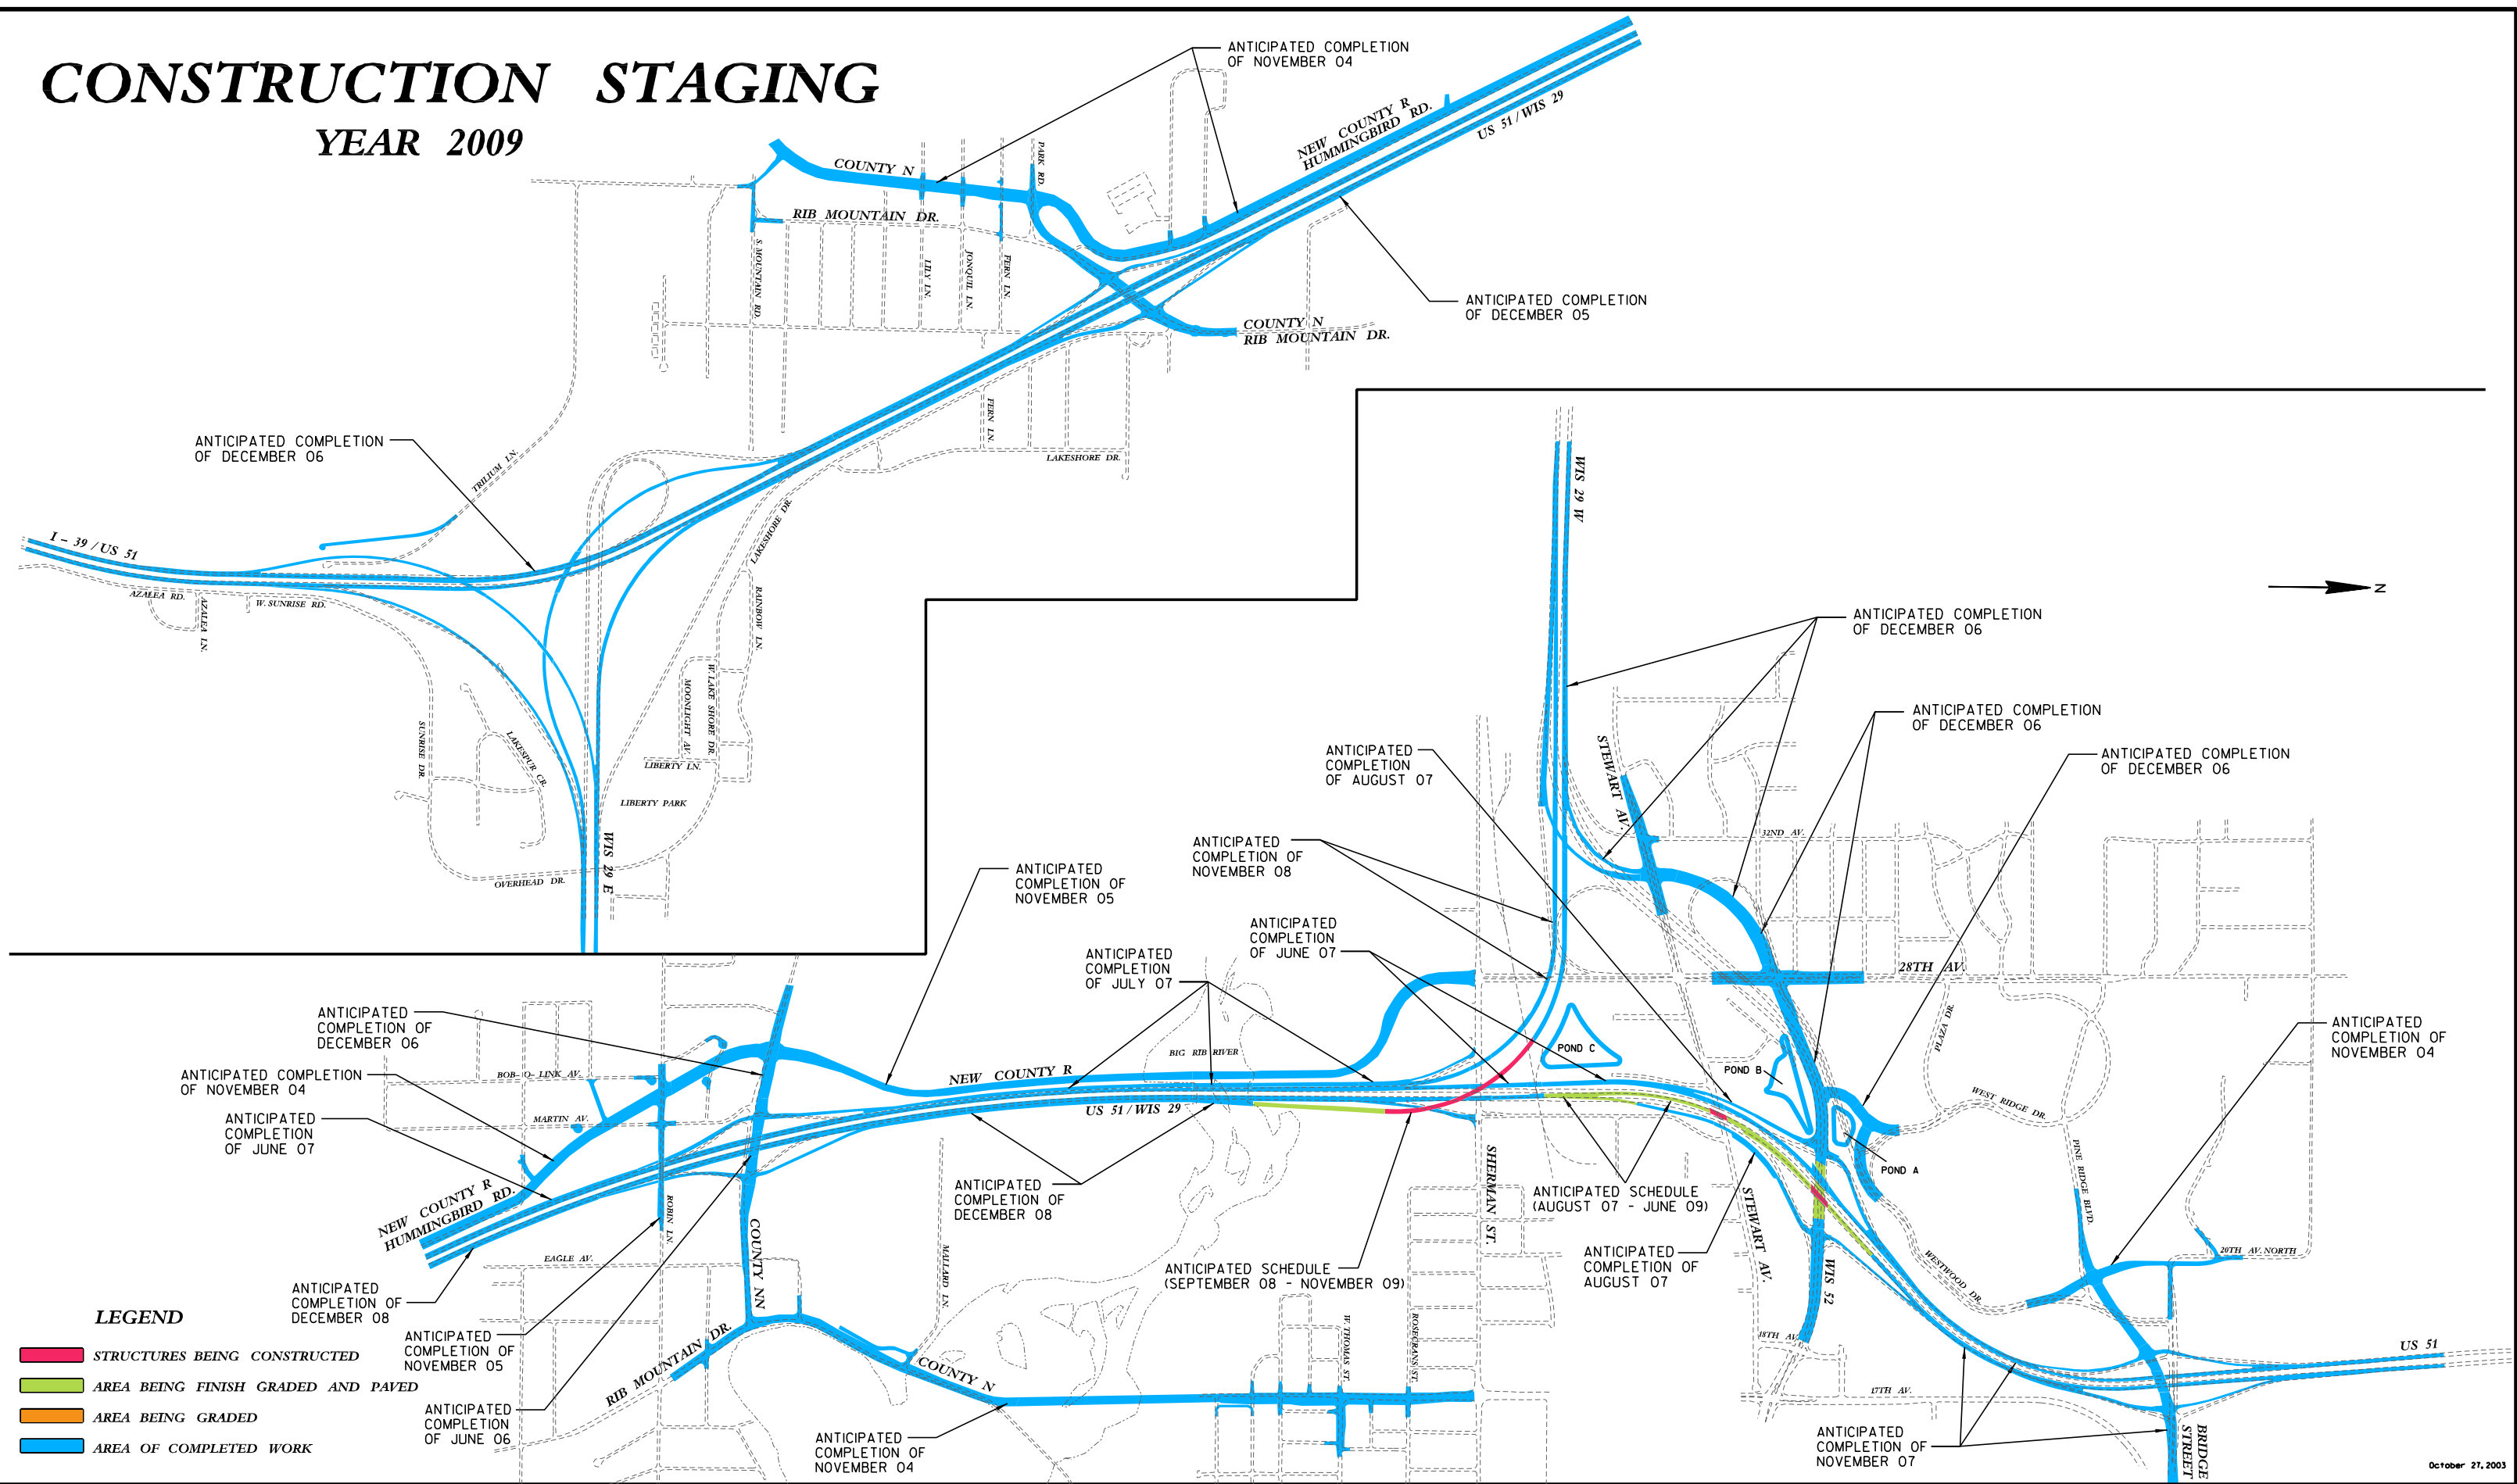 CONSTRUCTION STAGING
YEAR 2009
ANTICIPATED COMPLETION
OF NOVEMBER 04
NEW COUNTY R
HUMMINGBIRD RD.
US 51 / WIS 29
COUNTY N
PARK RD.
RIB MOUNTAIN DR.
S. MOUNTAIN RD.
LILY LN.
JONQUIL LN.
FERN LN.
ANTICIPATED COMPLETION
OF DECEMBER 05
COUNTY N
RIB MOUNTAIN DR.
FERN LN.
LAKESHORE DR.
ANTICIPATED COMPLETION
OF DECEMBER 06
TRILIUM LN.
LAKESHORE DR.
I - 39 / US 51
AZALEA RD.
AZALEA LN.
W. SUNRISE RD.
RAINBOW LN.
W. LAKE SHORE DR.
MOONLIGHT AV.
SUNRISE DR.
LAKESPUR CR.
LIBERTY LN.
LIBERTY PARK
WIS 29 E
OVERHEAD DR.
WIS 29 W
N
ANTICIPATED COMPLETION
OF DECEMBER 06
ANTICIPATED COMPLETION
OF DECEMBER 06
ANTICIPATED COMPLETION
OF DECEMBER 06
ANTICIPATED
COMPLETION
OF AUGUST 07
STEWART AV.
32ND AV.
ANTICIPATED
COMPLETION OF
NOVEMBER 08
ANTICIPATED
COMPLETION OF
NOVEMBER 05
ANTICIPATED
COMPLETION
OF JUNE 07
ANTICIPATED
COMPLETION
OF JULY 07
28TH AV.
PLAZA DR.
ANTICIPATED
COMPLETION OF
DECEMBER 06
ANTICIPATED
COMPLETION OF
NOVEMBER 04
BIG RIB RIVER
POND C
POND B
POND A
WEST RIDGE DR.
ANTICIPATED COMPLETION
OF NOVEMBER 04
BOB-O-LINK AV.
MARTIN AV.
NEW COUNTY R
US 51 / WIS 29
ANTICIPATED
COMPLETION
OF JUNE 07
PINE RIDGE BLVD.
SHERMAN ST.
NEW COUNTY R
HUMMINGBIRD RD.
ROBIN LN.
ANTICIPATED
COMPLETION OF
DECEMBER 08
ANTICIPATED SCHEDULE
(AUGUST 07 - JUNE 09)
STEWART AV.
COUNTY NN
EAGLE AV.
MALLARD LN.
ANTICIPATED SCHEDULE
(SEPTEMBER 08 - NOVEMBER 09)
ANTICIPATED
COMPLETION OF
AUGUST 07
WIS 52
WESTWOOD DR.
20TH AV. NORTH
ANTICIPATED
COMPLETION OF
DECEMBER 08
LEGEND
STRUCTURES BEING CONSTRUCTED
AREA BEING FINISH GRADED AND PAVED
AREA BEING GRADED
AREA OF COMPLETED WORK
ANTICIPATED
COMPLETION OF
NOVEMBER 05
RIB MOUNTAIN DR.
COUNTY N
W. THOMAS ST.
ROSECRANS ST.
18TH AV.
17TH AV.
US 51
ANTICIPATED
COMPLETION
OF JUNE 06
ANTICIPATED
COMPLETION OF
NOVEMBER 04
ANTICIPATED
COMPLETION OF
NOVEMBER 07
BRIDGE
STREET
October 27, 2003